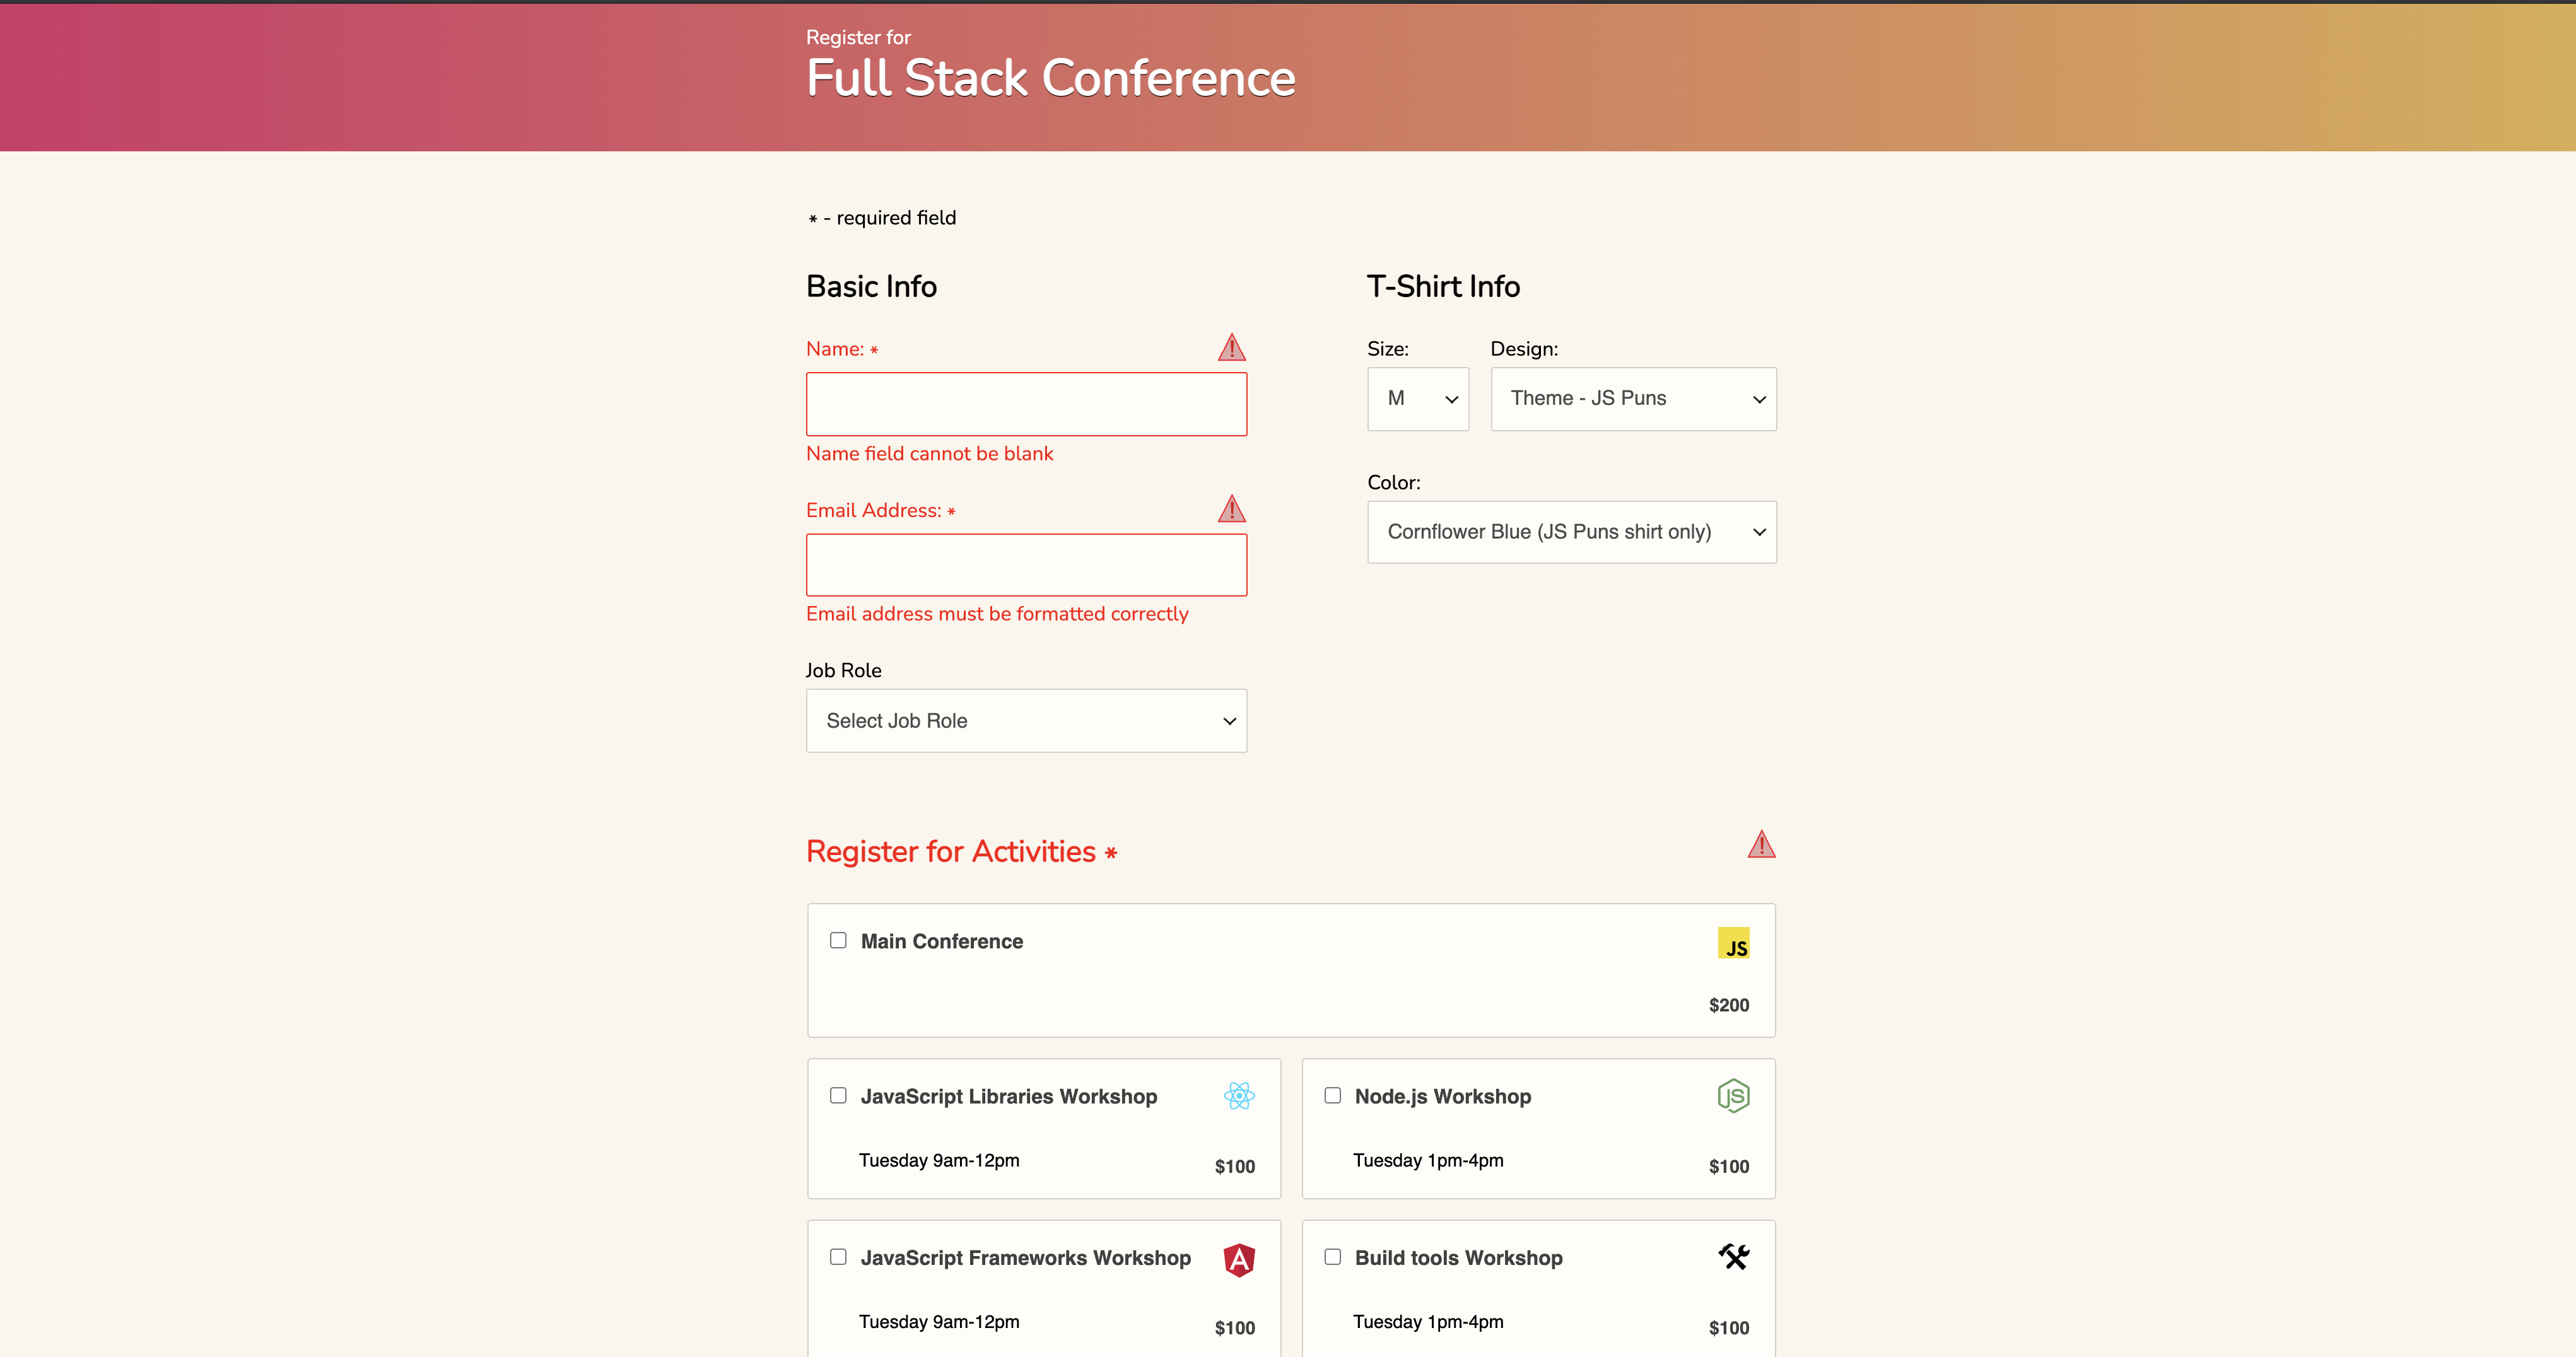 Register for
Full Stack Conference
* - required field
Basic Info
Name: *
Name field cannot be blank
Email Address: *
Email address must be formatted correctly
Job Role
Select Job Role
T-Shirt Info
Size:
Design:
M
Theme - JS Puns
Color:
Cornflower Blue (JS Puns shirt only)
Register for Activities *
Main Conference
JS
$200
JavaScript Libraries Workshop
Tuesday 9am-12pm
$100
Node.js Workshop
JS
Tuesday 1pm-4pm
$100
JavaScript Frameworks Workshop
A
Tuesday 9am-12pm
$100
Build tools Workshop
Tuesday 1pm-4pm
$100